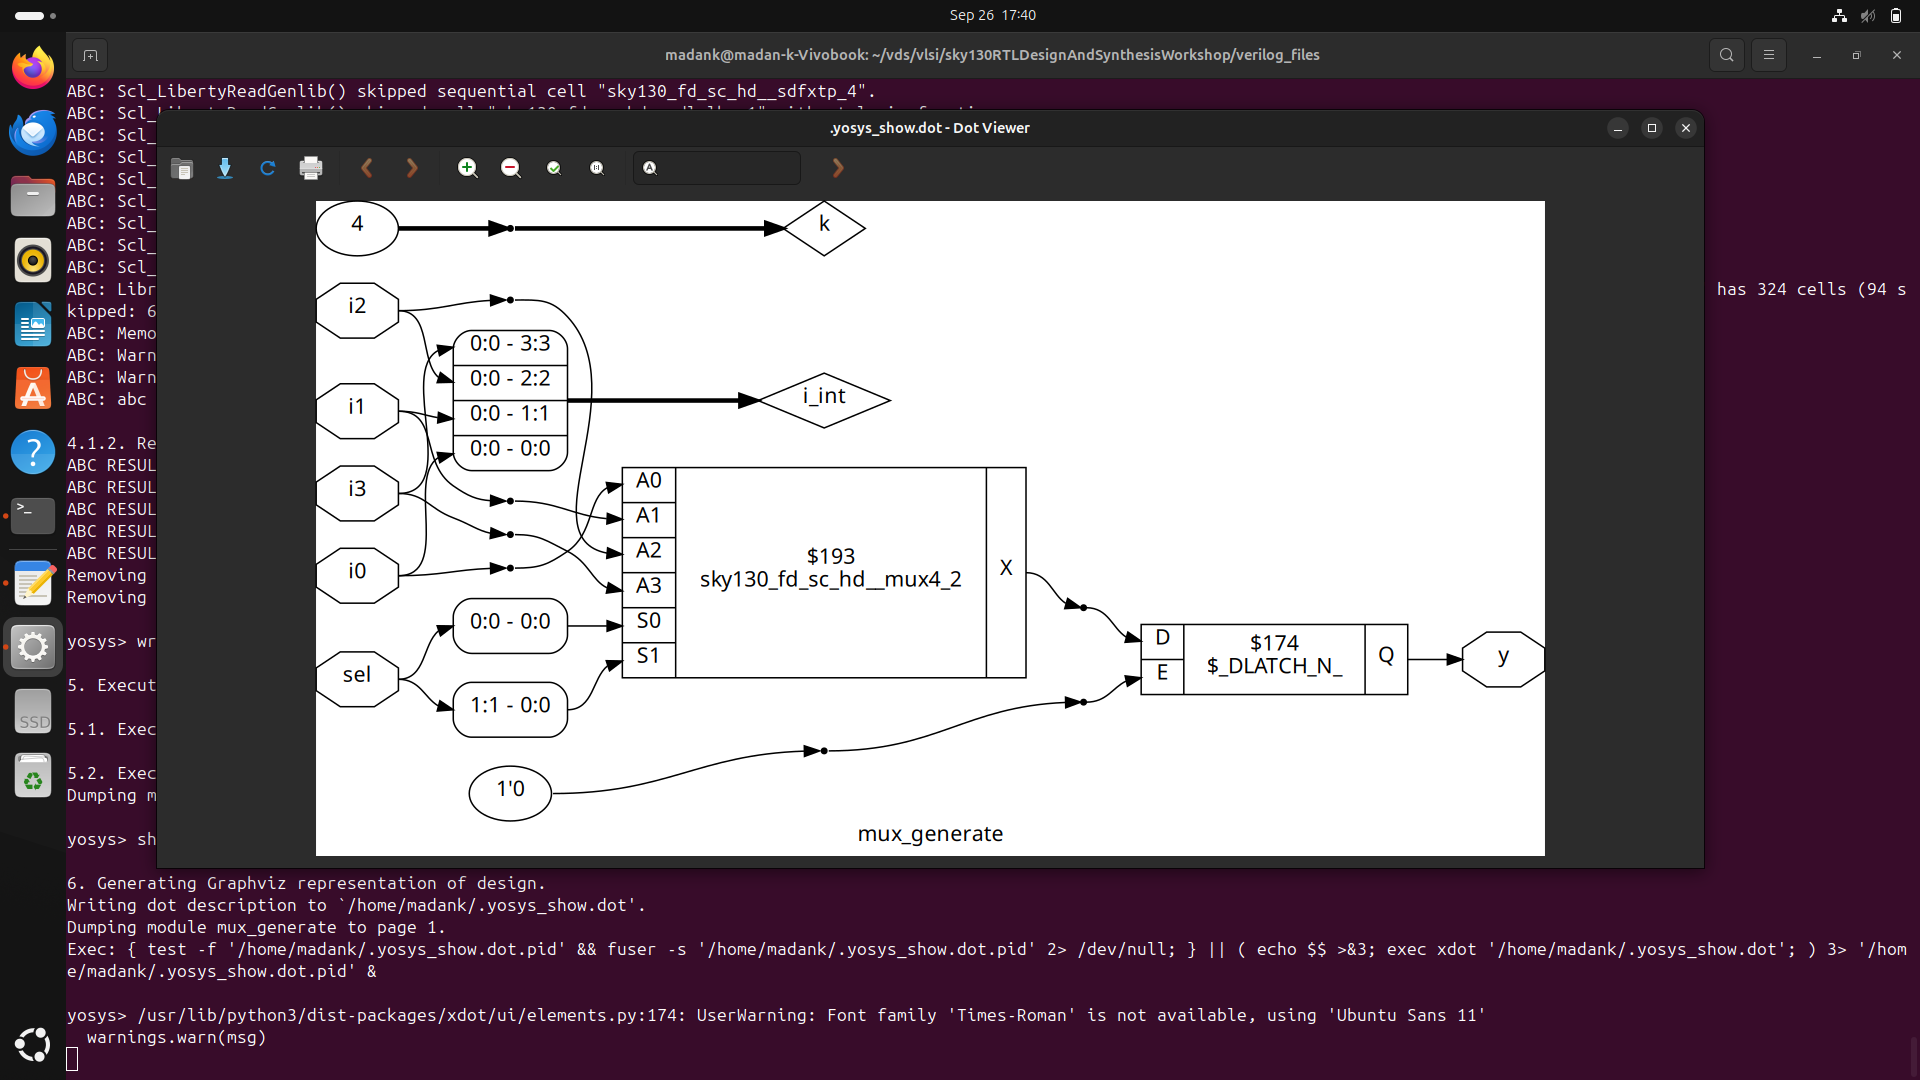 Sep 26 17:40
madank@madan-k-Vivobook: ~/vds/vlsi/sky130RTLDesignAndSynthesisWorkshop/verilog_files
ABC: Scl_LibertyReadGenlib() skipped sequential cell "sky130_fd_sc_hd__sdfxtp_4".
ABC: Scl_
ABC: Scl_
ABC: Scl_
ABC: Scl_
ABC: Scl_
ABC: Scl_
ABC: Scl_
ABC: Scl_
ABC: Libr
has 324 cells (94 s
kipped: 6
ABC: Memo
ABC: Warn
ABC: Warn
ABC: abc
4.1.2. Re
ABC RESUL
ABC RESUL
ABC RESUL
ABC RESUL
ABC RESUL
Removing
Removing
yosys> wr
5. Execut
5.1. Exec
5.2. Exec
Dumping m
yosys> sh
.yosys_show.dot - Dot Viewer
4
k
i2
0:0 - 3:3
0:0 - 2:2
0:0 - 1:1
0:0 - 0:0
i_int
i1
i3
i0
sel
0:0 - 0:0
1:1 - 0:0
1'0
A0
A1
A2
A3
S0
S1
$193
sky130_fd_sc_hd__mux4_2
X
D
E
$174
$_DLATCH_N_
Q
y
mux_generate
6. Generating Graphviz representation of design.
Writing dot description to `/home/madank/.yosys_show.dot'.
Dumping module mux_generate to page 1.
Exec: { test -f '/home/madank/.yosys_show.dot.pid' && fuser -s '/home/madank/.yosys_show.dot.pid' 2> /dev/null; } || ( echo $$ >&3; exec xdot '/home/madank/.yosys_show.dot'; ) 3> '/hom
e/madank/.yosys_show.dot.pid' &
yosys> /usr/lib/python3/dist-packages/xdot/ui/elements.py:174: UserWarning: Font family 'Times-Roman' is not available, using 'Ubuntu Sans 11'
warnings.warn(msg)
SSD